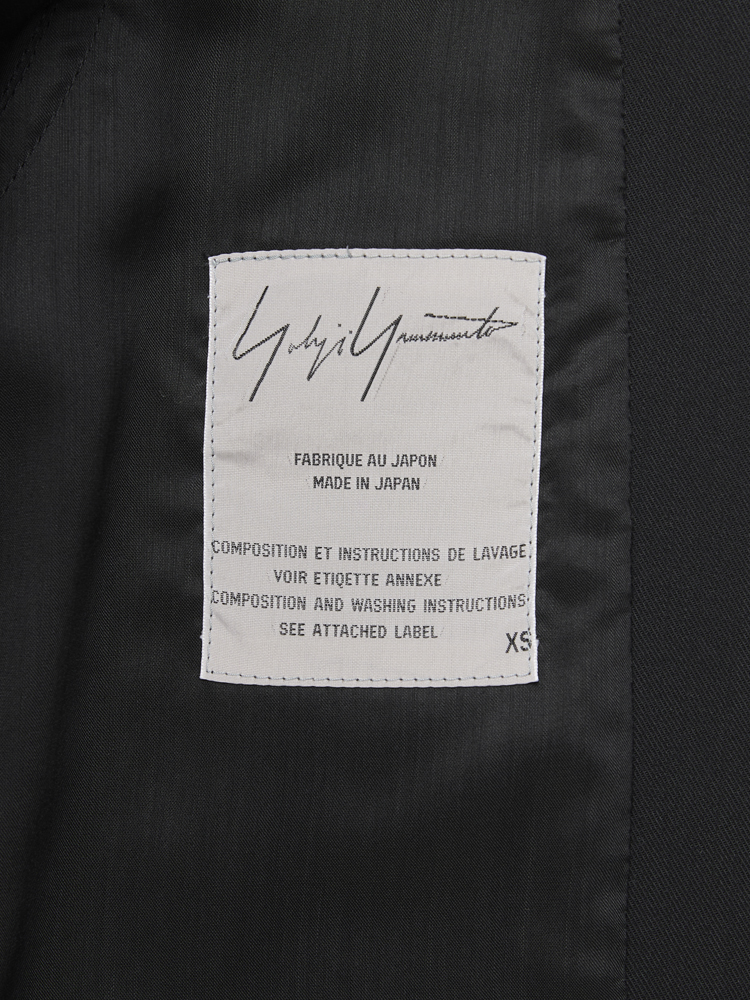 Yohji Yamamoto
FABRIQUE AU JAPON
MADE IN JAPAN
COMPOSITION ET INSTRUCTIONS DE LAVAGE
VOIR ETIQETTE ANNEXE
COMPOSITION AND WASHING INSTRUCTIONS
SEE ATTACHED LABEL
XS